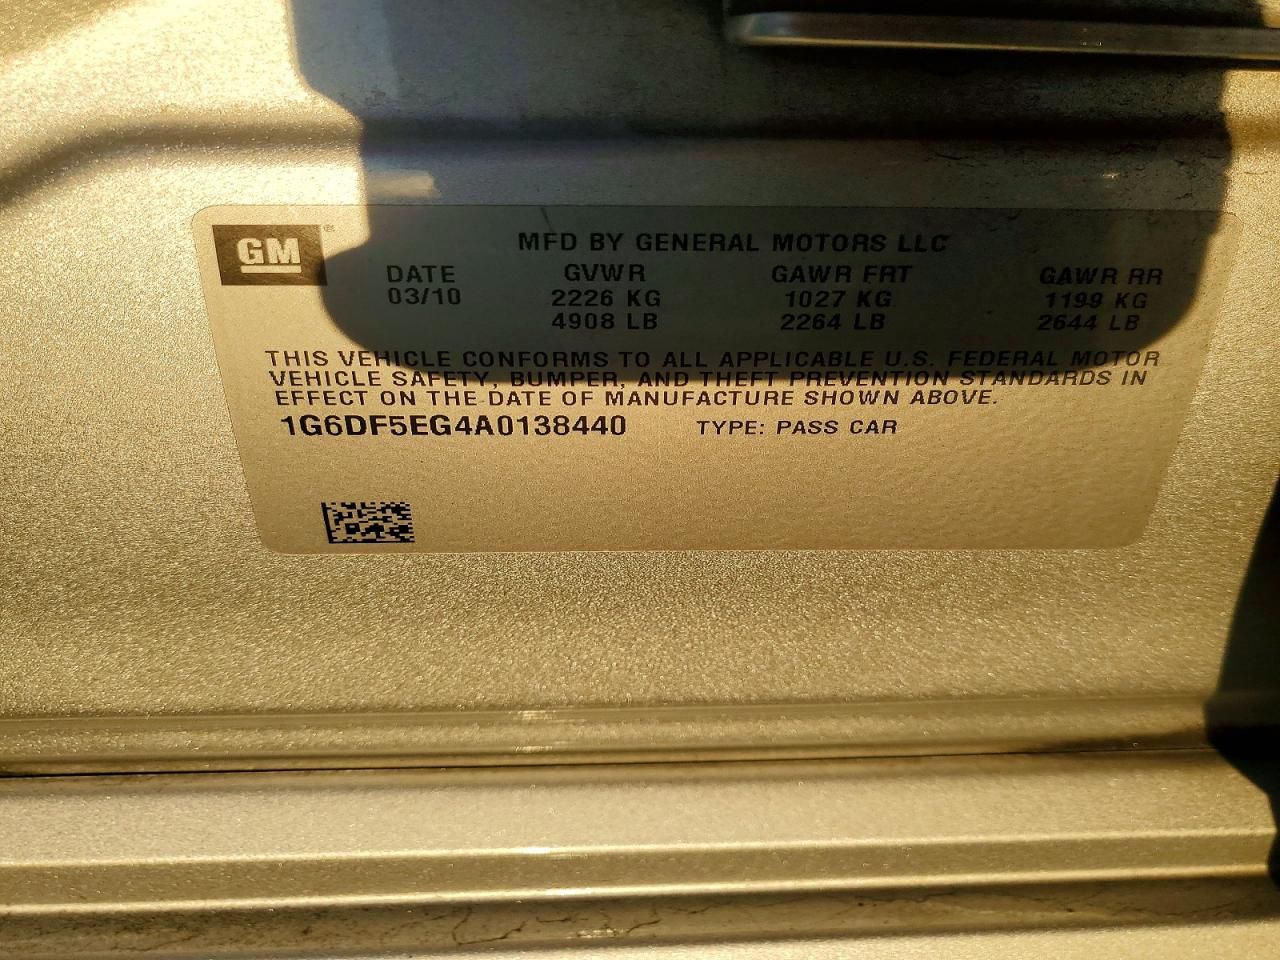 GM®
MFD BY GENERAL MOTORS LLC
DATE GVWR GAWR FRT GAWR RR
03/10 2226 KG 1027 KG 1199 KG
4908 LB 2264 LB 2644 LB
THIS VEHICLE CONFORMS TO ALL APPLICABLE U.S. FEDERAL MOTOR
VEHICLE SAFETY, BUMPER, AND THEFT PREVENTION STANDARDS IN
EFFECT ON THE DATE OF MANUFACTURE SHOWN ABOVE.
1G6DF5EG4A0138440 TYPE: PASS CAR